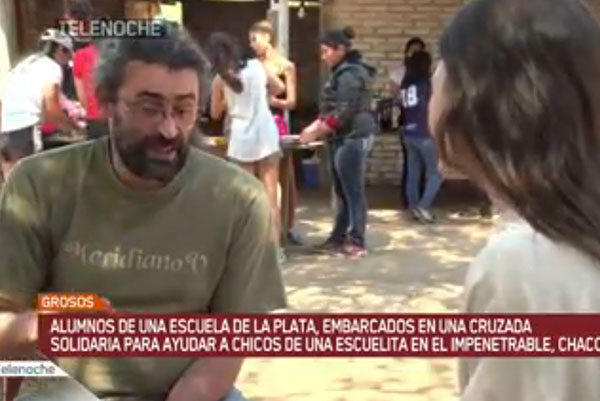 TELENOCHE
18
Meridiano V
GROSOS
ALUMNOS DE UNA ESCUELA DE LA PLATA, EMBARCADOS EN UNA CRUZADA
SOLIDARIA PARA AYUDAR A CHICOS DE UNA ESCUELITA EN EL IMPENETRABLE, CHACO
Telenoche